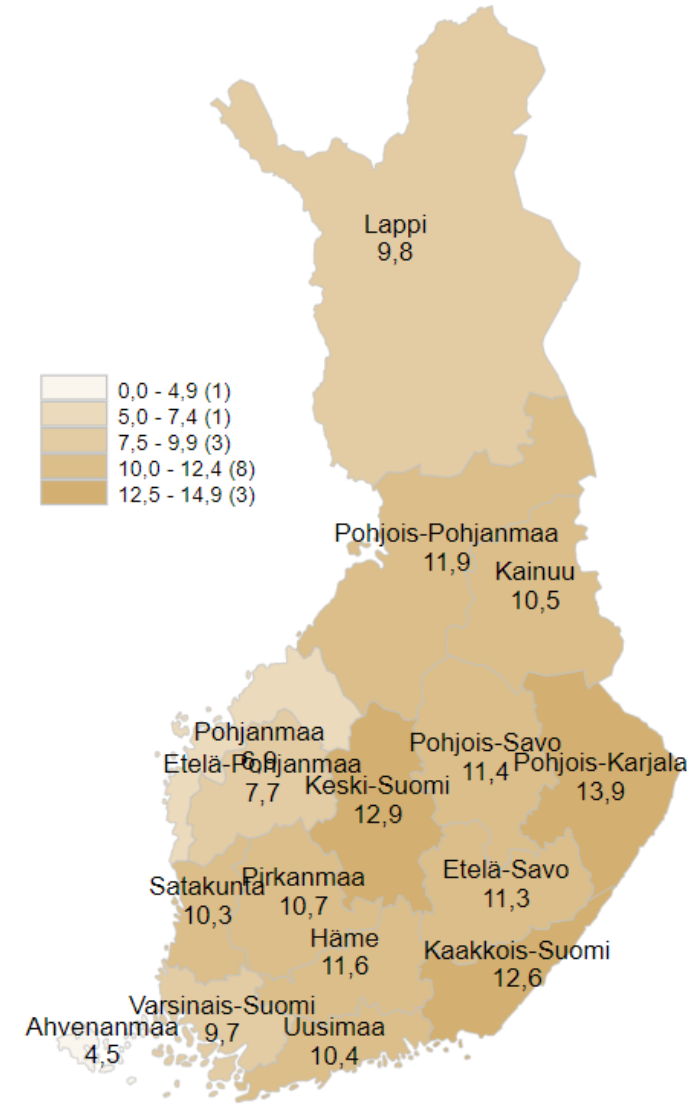 Lappi
9,8
0,0 - 4,9 (1)
5,0 - 7,4 (1)
7,5 - 9,9 (3)
10,0 - 12,4 (8)
12,5 - 14,9 (3)
Pohjois-Pohjanmaa
11,9
Kainuu
10,5
Pohjanmaa
6,9
Etelä-Pohjanmaa
7,7
Keski-Suomi
12,9
Pohjois-Savo
11,4
Pohjois-Karjala
13,9
Satakunta
10,3
Pirkanmaa
10,7
Etelä-Savo
11,3
Häme
11,6
Kaakkois-Suomi
12,6
Varsinais-Suomi
9,7
Ahvenanmaa
4,5
Uusimaa
10,4